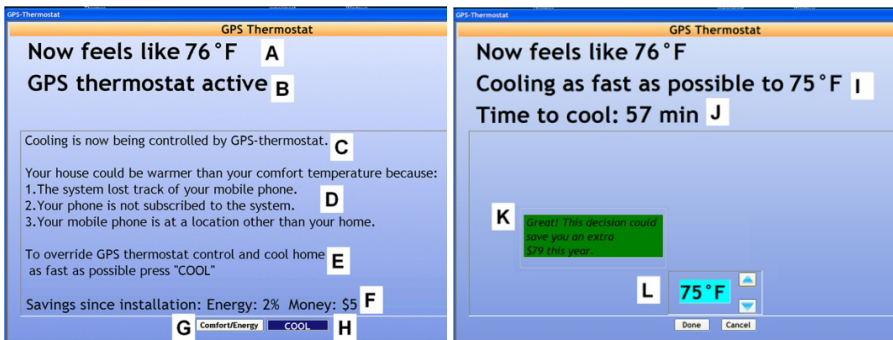 GPS-Thermostat
GPS Thermostat
Now feels like 76°F A
GPS thermostat active B
Cooling is now being controlled by GPS-thermostat. C
Your house could be warmer than your comfort temperature because:
1.The system lost track of your mobile phone.
2.Your phone is not subscribed to the system. D
3.Your mobile phone is at a location other than your home.
To override GPS thermostat control and cool home
as fast as possible press "COOL" E
Savings since installation: Energy: 2% Money: $5 F
G Comfort/Energy COOL H
GPS-Thermostat
GPS Thermostat
Now feels like 76°F
Cooling as fast as possible to 75°F I
Time to cool: 57 min J
K
Great! This decision could
save you an extra
$79 this year.
L 75°F
Done Cancel